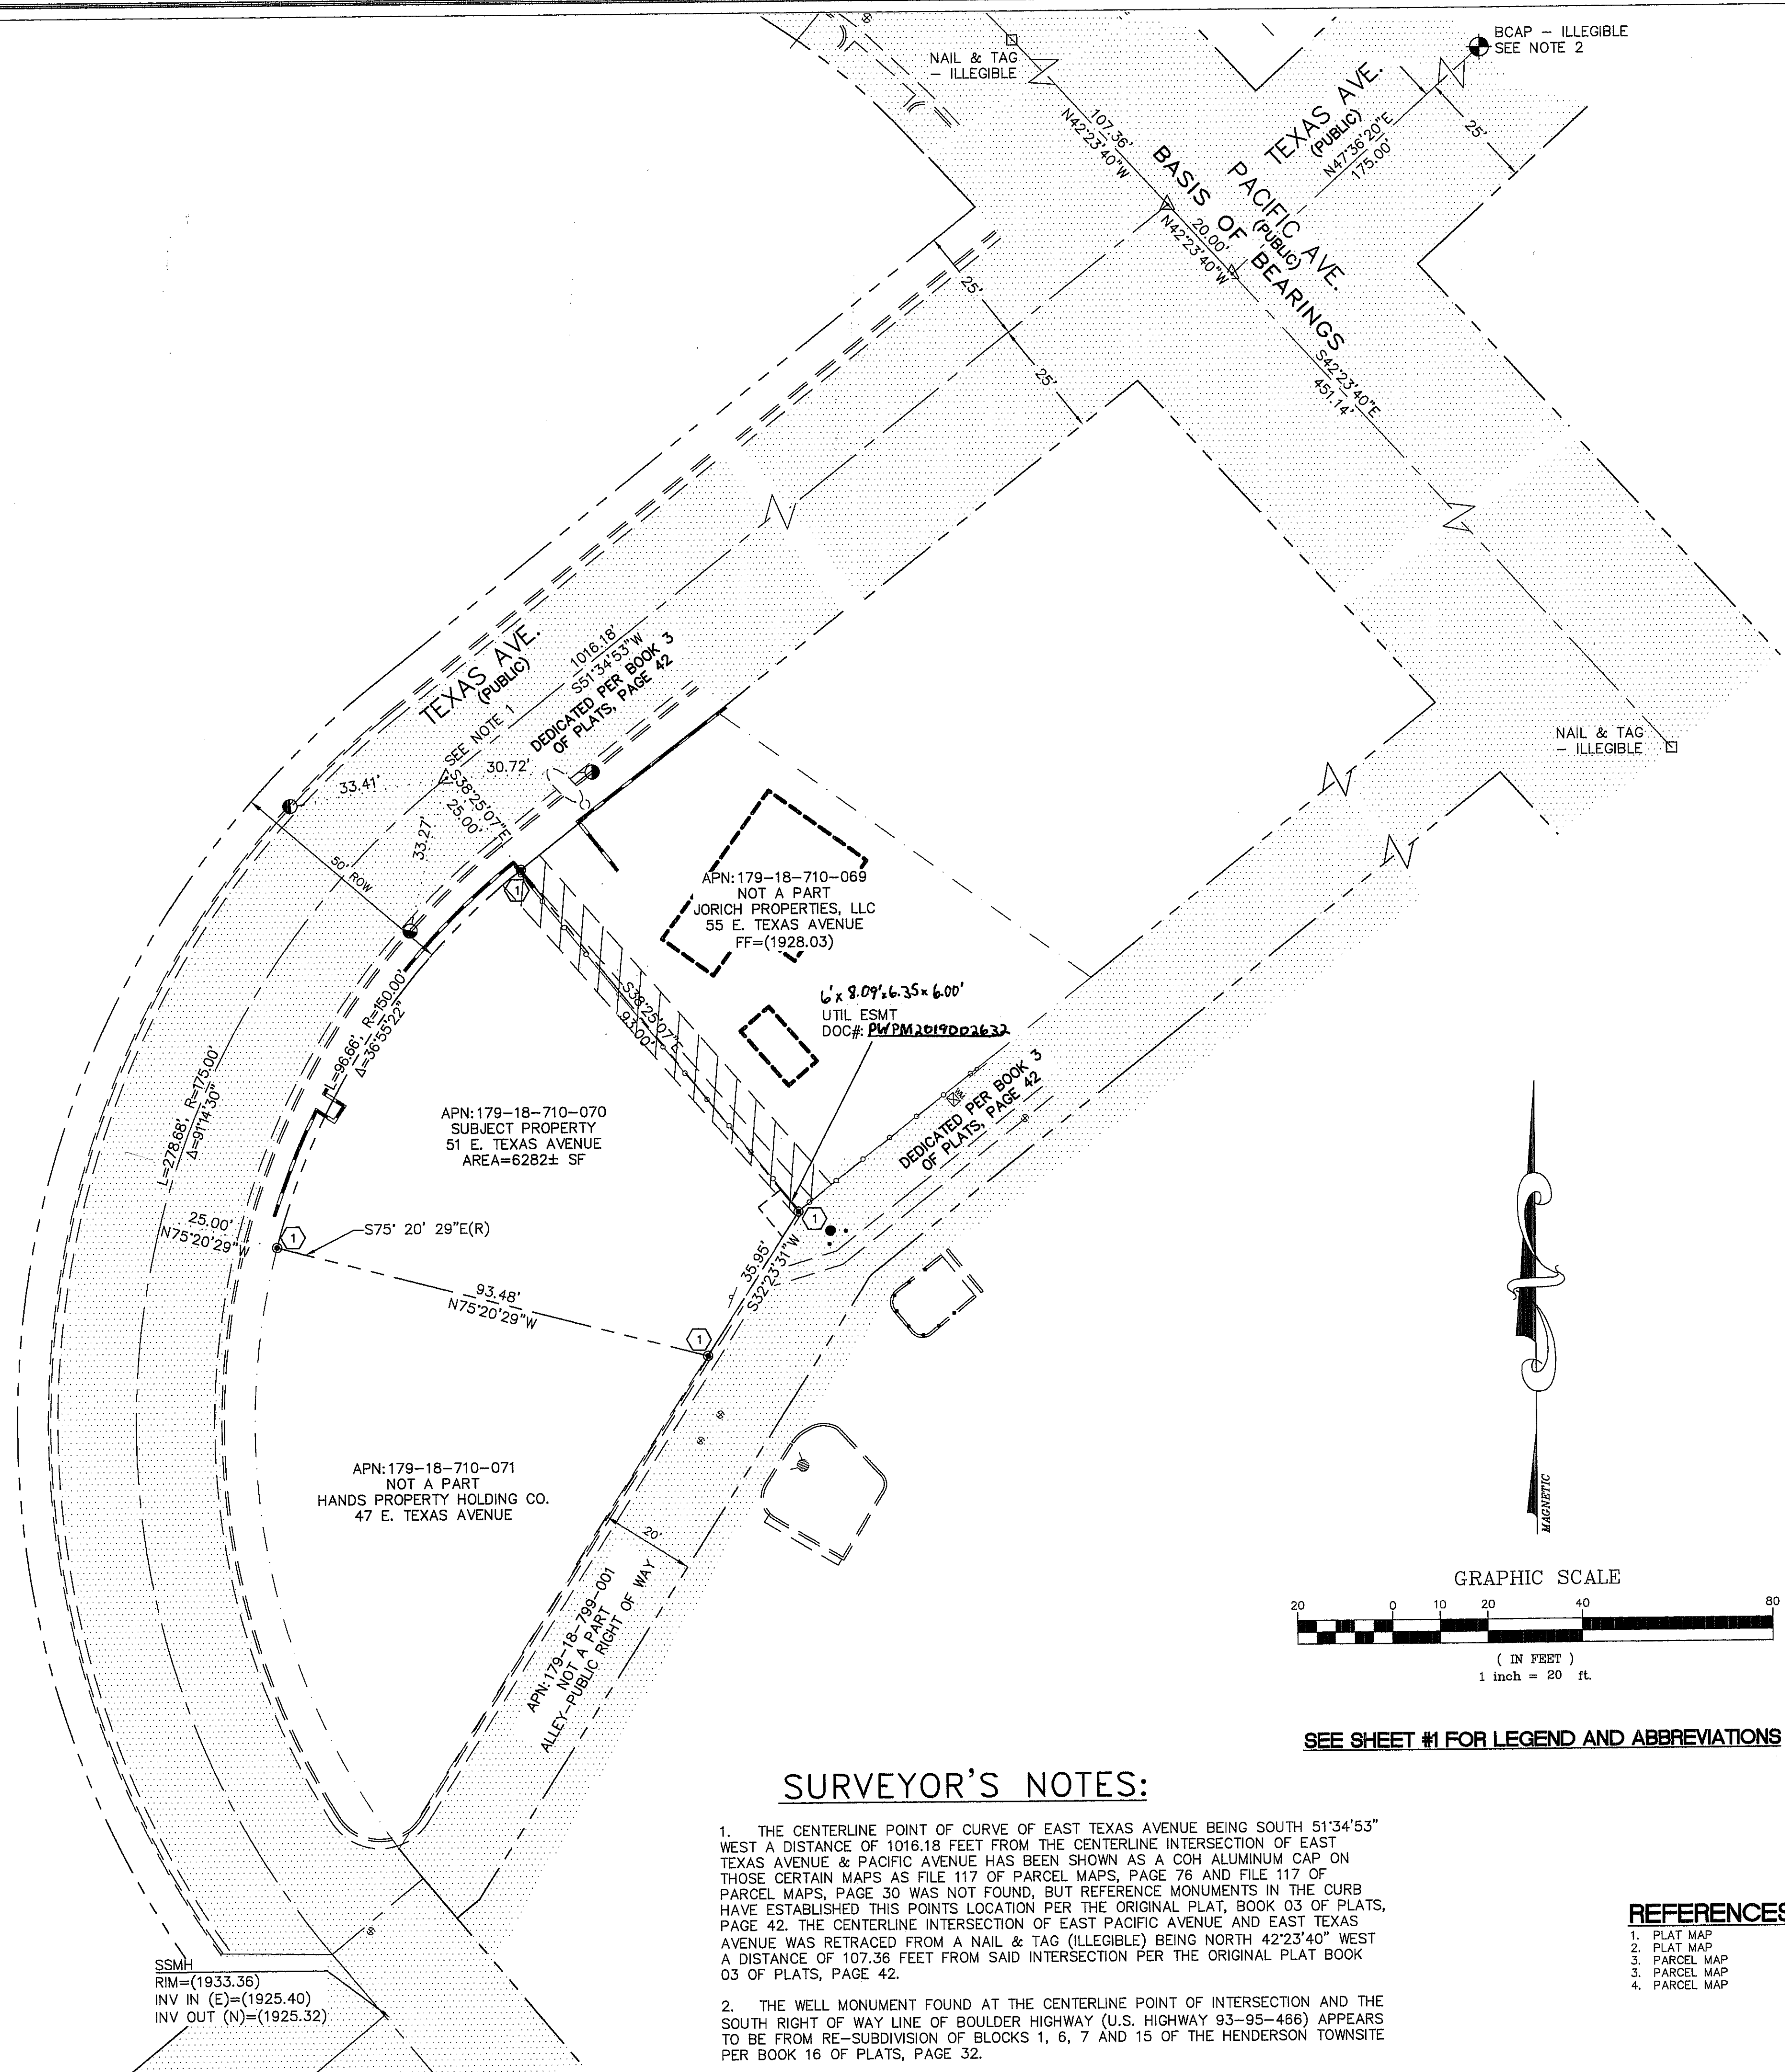 BCAP – ILLEGIBLE
SEE NOTE 2
NAIL & TAG
– ILLEGIBLE
TEXAS AVE.
(PUBLIC)
N47°36'20"E
175.00'
25'
107.36'
N42°23'40"W
BASIS OF BEARINGS
PACIFIC AVE.
(PUBLIC)
20.00'
N42°23'40"W
S42°23'40"E
451.14'
25'
25'
NAIL & TAG
– ILLEGIBLE
TEXAS AVE.
(PUBLIC)
1016.18'
S51°34'53"W
DEDICATED PER BOOK 3
OF PLATS, PAGE 42
SEE NOTE 1
30.72'
33.41'
S38°25'07"E
25.00'
33.27'
50' ROW
1
APN:179–18–710–069
NOT A PART
JORICH PROPERTIES, LLC
55 E. TEXAS AVENUE
FF=(1928.03)
6'x 8.09'x6.35x 6.00'
UTIL ESMT
DOC#: PWPM2019002632
S38°25'07"E
93.00'
L=96.66', R=150.00'
Δ=36°55'22"
L=278.68', R=175.00'
Δ=91°14'30"
APN:179–18–710–070
SUBJECT PROPERTY
51 E. TEXAS AVENUE
AREA=6282± SF
DEDICATED PER BOOK 3
OF PLATS, PAGE 42
25.00'
N75°20'29"W
1
S75° 20' 29"E(R)
1
35.95'
S32°23'31"W
93.48'
N75°20'29"W
1
APN:179–18–710–071
NOT A PART
HANDS PROPERTY HOLDING CO.
47 E. TEXAS AVENUE
20'
APN:179–18–799–001
NOT A PART
ALLEY–PUBLIC RIGHT OF WAY
MAGNETIC
GRAPHIC SCALE
20 0 10 20 40 80
( IN FEET )
1 inch = 20 ft.
SEE SHEET #1 FOR LEGEND AND ABBREVIATIONS
SURVEYOR'S NOTES:
1. THE CENTERLINE POINT OF CURVE OF EAST TEXAS AVENUE BEING SOUTH 51°34'53"
WEST A DISTANCE OF 1016.18 FEET FROM THE CENTERLINE INTERSECTION OF EAST
TEXAS AVENUE & PACIFIC AVENUE HAS BEEN SHOWN AS A COH ALUMINUM CAP ON
THOSE CERTAIN MAPS AS FILE 117 OF PARCEL MAPS, PAGE 76 AND FILE 117 OF
PARCEL MAPS, PAGE 30 WAS NOT FOUND, BUT REFERENCE MONUMENTS IN THE CURB
HAVE ESTABLISHED THIS POINTS LOCATION PER THE ORIGINAL PLAT, BOOK 03 OF PLATS,
PAGE 42. THE CENTERLINE INTERSECTION OF EAST PACIFIC AVENUE AND EAST TEXAS
AVENUE WAS RETRACED FROM A NAIL & TAG (ILLEGIBLE) BEING NORTH 42°23'40" WEST
A DISTANCE OF 107.36 FEET FROM SAID INTERSECTION PER THE ORIGINAL PLAT BOOK
03 OF PLATS, PAGE 42.
2. THE WELL MONUMENT FOUND AT THE CENTERLINE POINT OF INTERSECTION AND THE
SOUTH RIGHT OF WAY LINE OF BOULDER HIGHWAY (U.S. HIGHWAY 93–95–466) APPEARS
TO BE FROM RE–SUBDIVISION OF BLOCKS 1, 6, 7 AND 15 OF THE HENDERSON TOWNSITE
PER BOOK 16 OF PLATS, PAGE 32.
REFERENCES
1. PLAT MAP
2. PLAT MAP
3. PARCEL MAP
3. PARCEL MAP
4. PARCEL MAP
SSMH
RIM=(1933.36)
INV IN (E)=(1925.40)
INV OUT (N)=(1925.32)